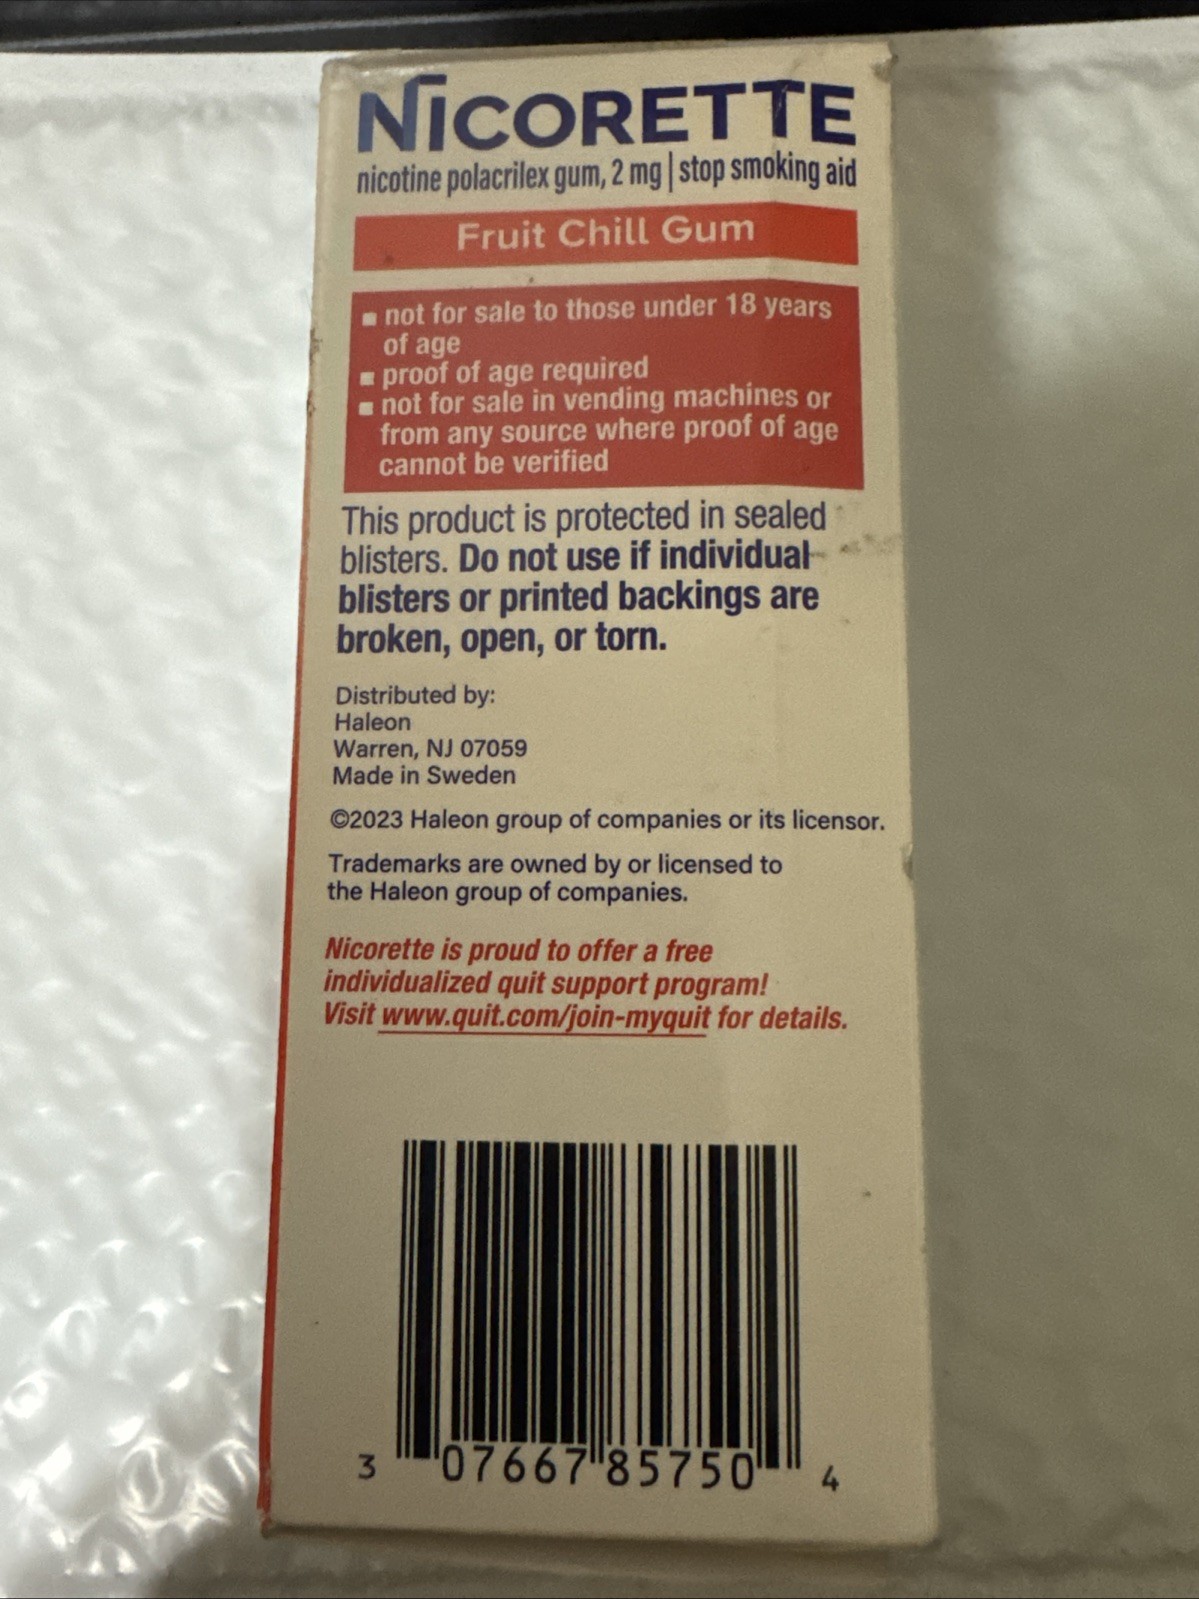 NICORETTE
nicotine polacrilex gum, 2 mg | stop smoking aid
Fruit Chill Gum
▪ not for sale to those under 18 years
of age
▪ proof of age required
▪ not for sale in vending machines or
from any source where proof of age
cannot be verified
This product is protected in sealed
blisters. Do not use if individual
blisters or printed backings are
broken, open, or torn.
Distributed by:
Haleon
Warren, NJ 07059
Made in Sweden
©2023 Haleon group of companies or its licensor.
Trademarks are owned by or licensed to
the Haleon group of companies.
Nicorette is proud to offer a free
individualized quit support program!
Visit www.quit.com/join-myquit for details.
3 07667 85750 4